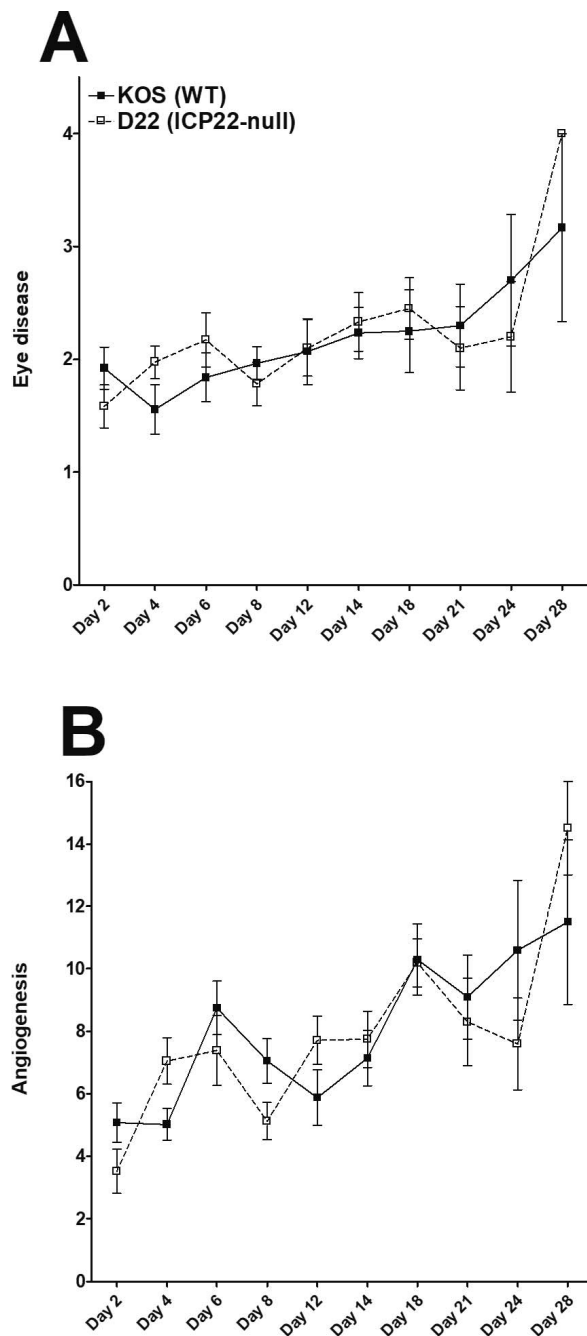 A
KOS (WT)
D22 (ICP22-null)
4
3
2
1
0
Eye disease
Day 2
Day 4
Day 6
Day 8
Day 12
Day 14
Day 18
Day 21
Day 24
Day 28
B
16
14
12
10
8
6
4
2
0
Angiogenesis
Day 2
Day 4
Day 6
Day 8
Day 12
Day 14
Day 18
Day 21
Day 24
Day 28